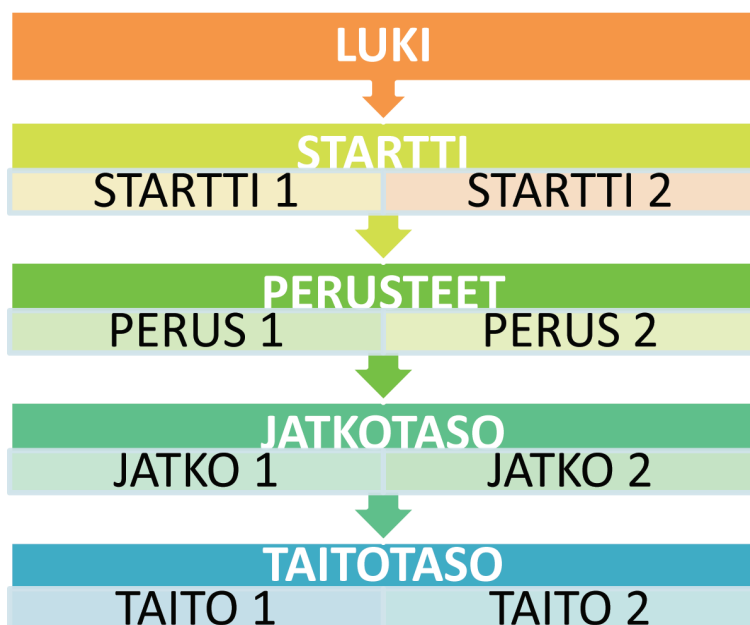 LUKI
STARTTI
STARTTI 1 STARTTI 2
PERUSTEET
PERUS 1 PERUS 2
JATKOTASO
JATKO 1 JATKO 2
TAITOTASO
TAITO 1 TAITO 2